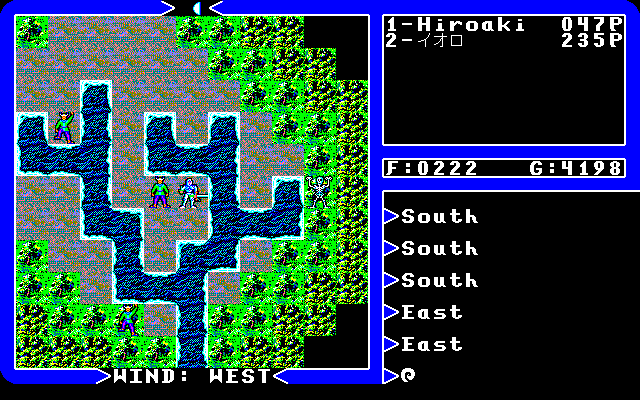 1-Hiroaki 047P
2-イオロ 235P
F:0222 G:4198
South
South
South
East
East
@
WIND: WEST